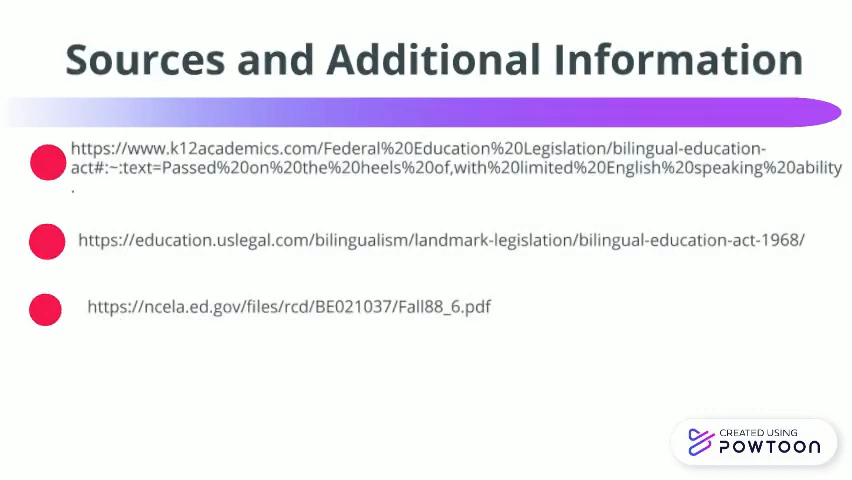 Sources and Additional Information
https://www.k12academics.com/Federal%20Education%20Legislation/bilingual-education-
act#:~:text=Passed%20on%20the%20heels%20of,with%20limited%20English%20speaking%20ability
.
https://education.uslegal.com/bilingualism/landmark-legislation/bilingual-education-act-1968/
https://ncela.ed.gov/files/rcd/BE021037/Fall88_6.pdf
CREATED USING
POWTOON